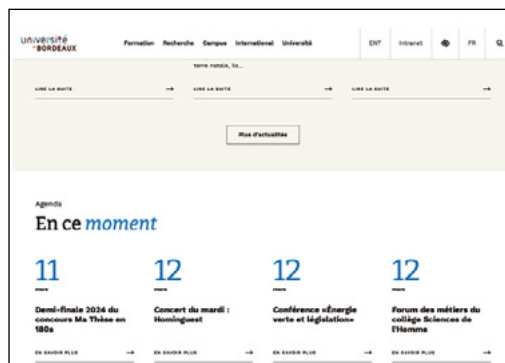 université
de BORDEAUX
Formation Recherche Campus International Université
ENT Intranet FR
terre natale, ils...
LIRE LA SUITE → LIRE LA SUITE → LIRE LA SUITE →
Plus d'actualités
Agenda
En ce moment
11 12 12 12
mars mars mars mars
Demi-finale 2024 du Concert du mardi : Conférence «Énergie Forum des métiers du
concours Ma Thèse en Hominguest verte et législation» collège Sciences de
180s l'Homme
EN SAVOIR PLUS → EN SAVOIR PLUS → EN SAVOIR PLUS → EN SAVOIR PLUS →